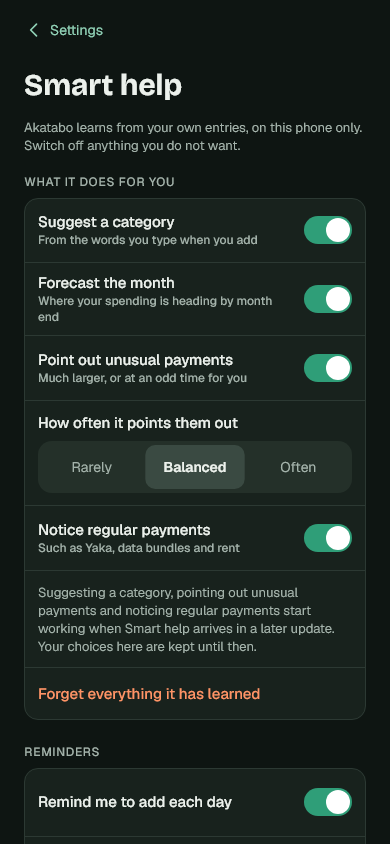 Settings
Smart help
Akatabo learns from your own entries, on this phone only.
Switch off anything you do not want.
WHAT IT DOES FOR YOU
Suggest a category
From the words you type when you add
Forecast the month
Where your spending is heading by month
end
Point out unusual payments
Much larger, or at an odd time for you
How often it points them out
Rarely
Balanced
Often
Notice regular payments
Such as Yaka, data bundles and rent
Suggesting a category, pointing out unusual
payments and noticing regular payments start
working when Smart help arrives in a later update.
Your choices here are kept until then.
Forget everything it has learned
REMINDERS
Remind me to add each day